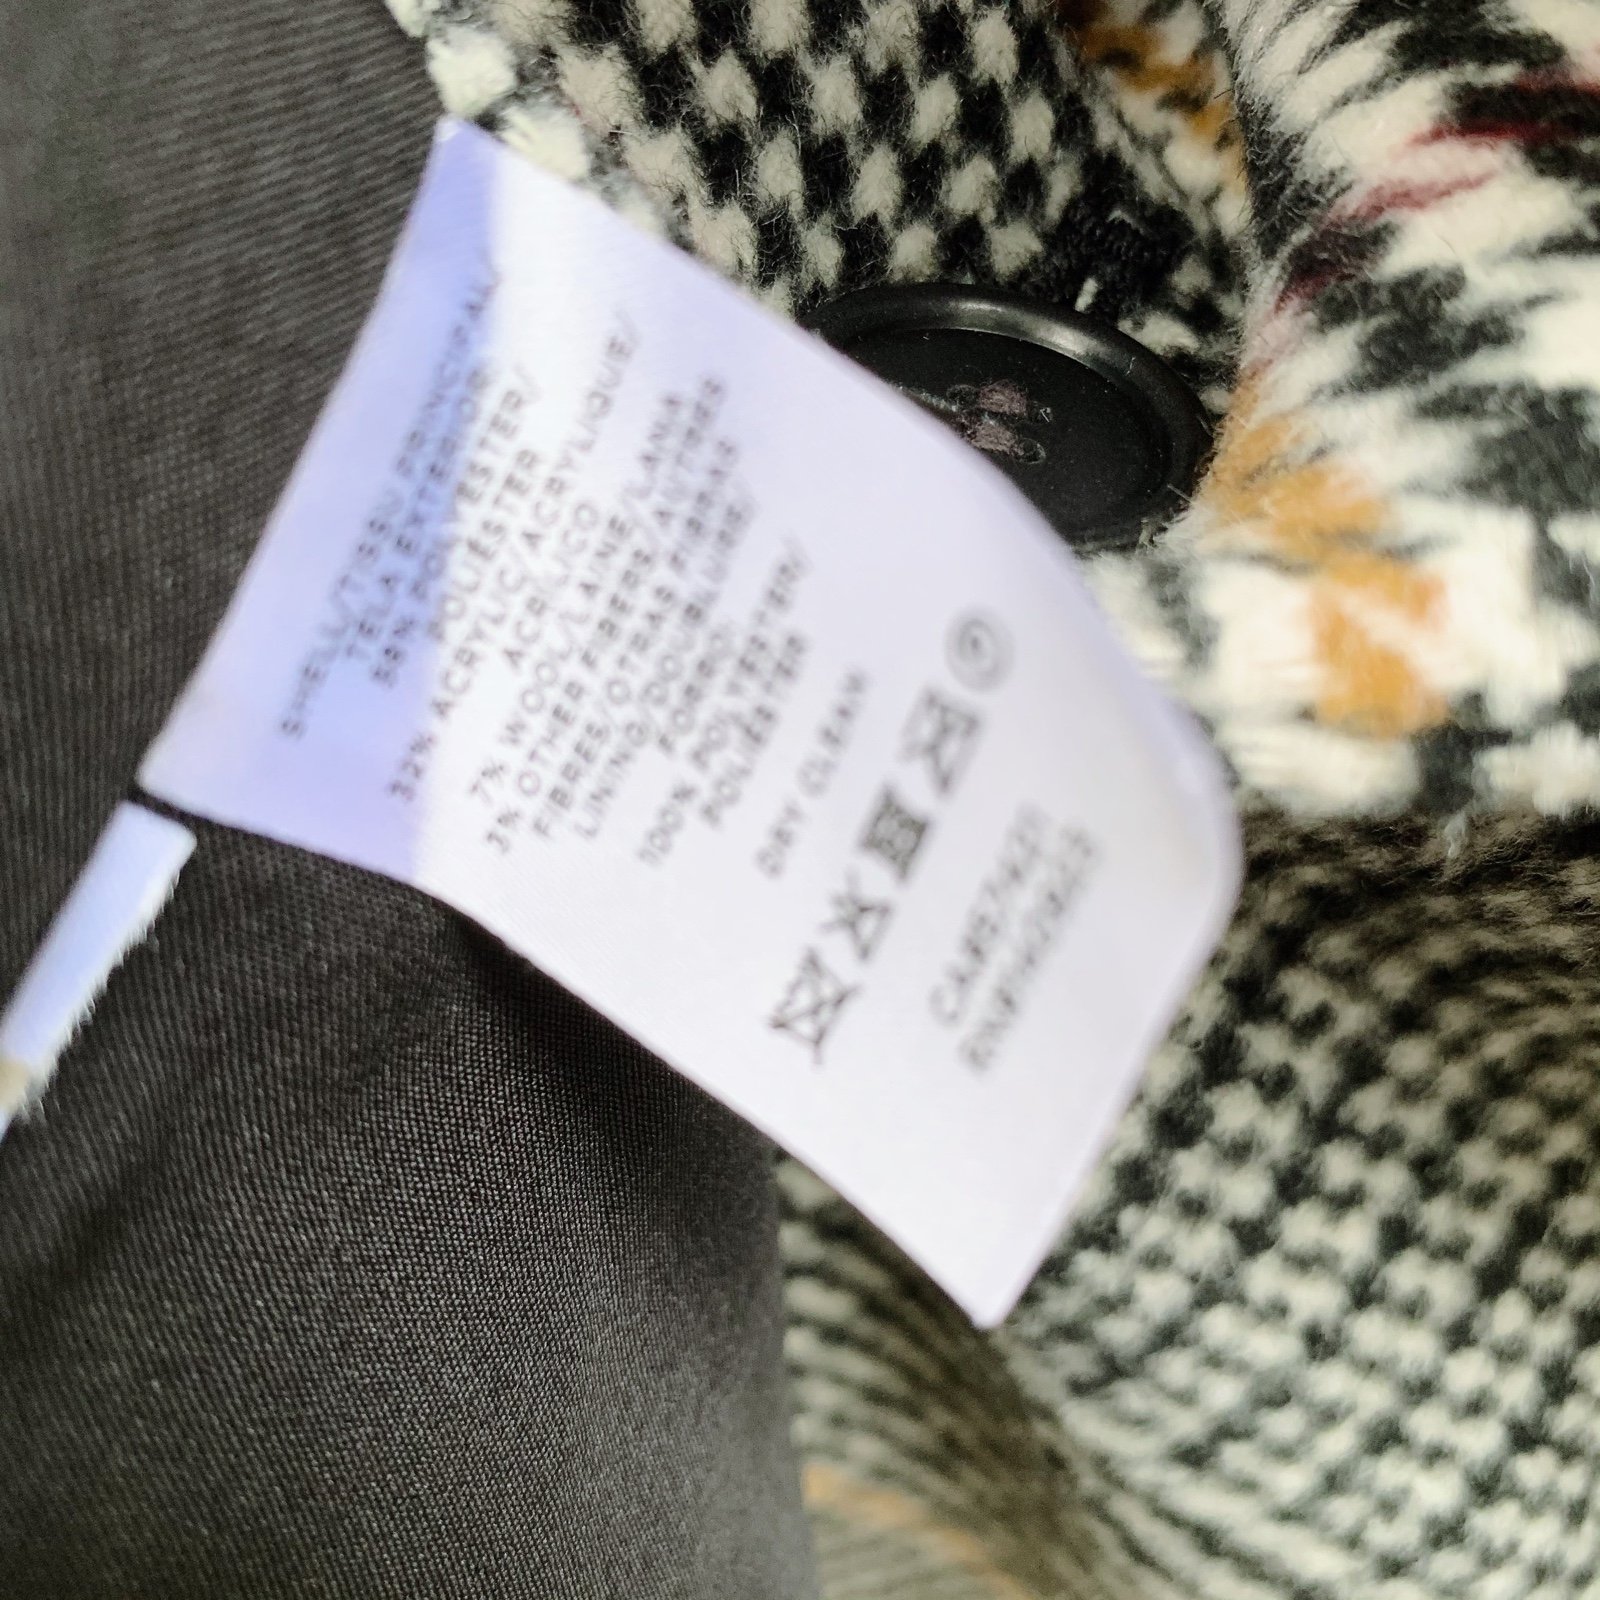 SHELL/TISSU PRINCIPAL
TELA EXTERIOR:
58% POLYESTER/
POLIÉSTER
32% ACRYLIC/ACRYLIQUE/
ACRÍLICO
7% WOOL/LAINE/LANA
3% OTHER FIBERS/AUTRES
FIBRES/OTRAS FIBRAS
LINING/DOUBLURE/
FORRO:
100% POLYESTER/
POLIÉSTER
DRY CLEAN